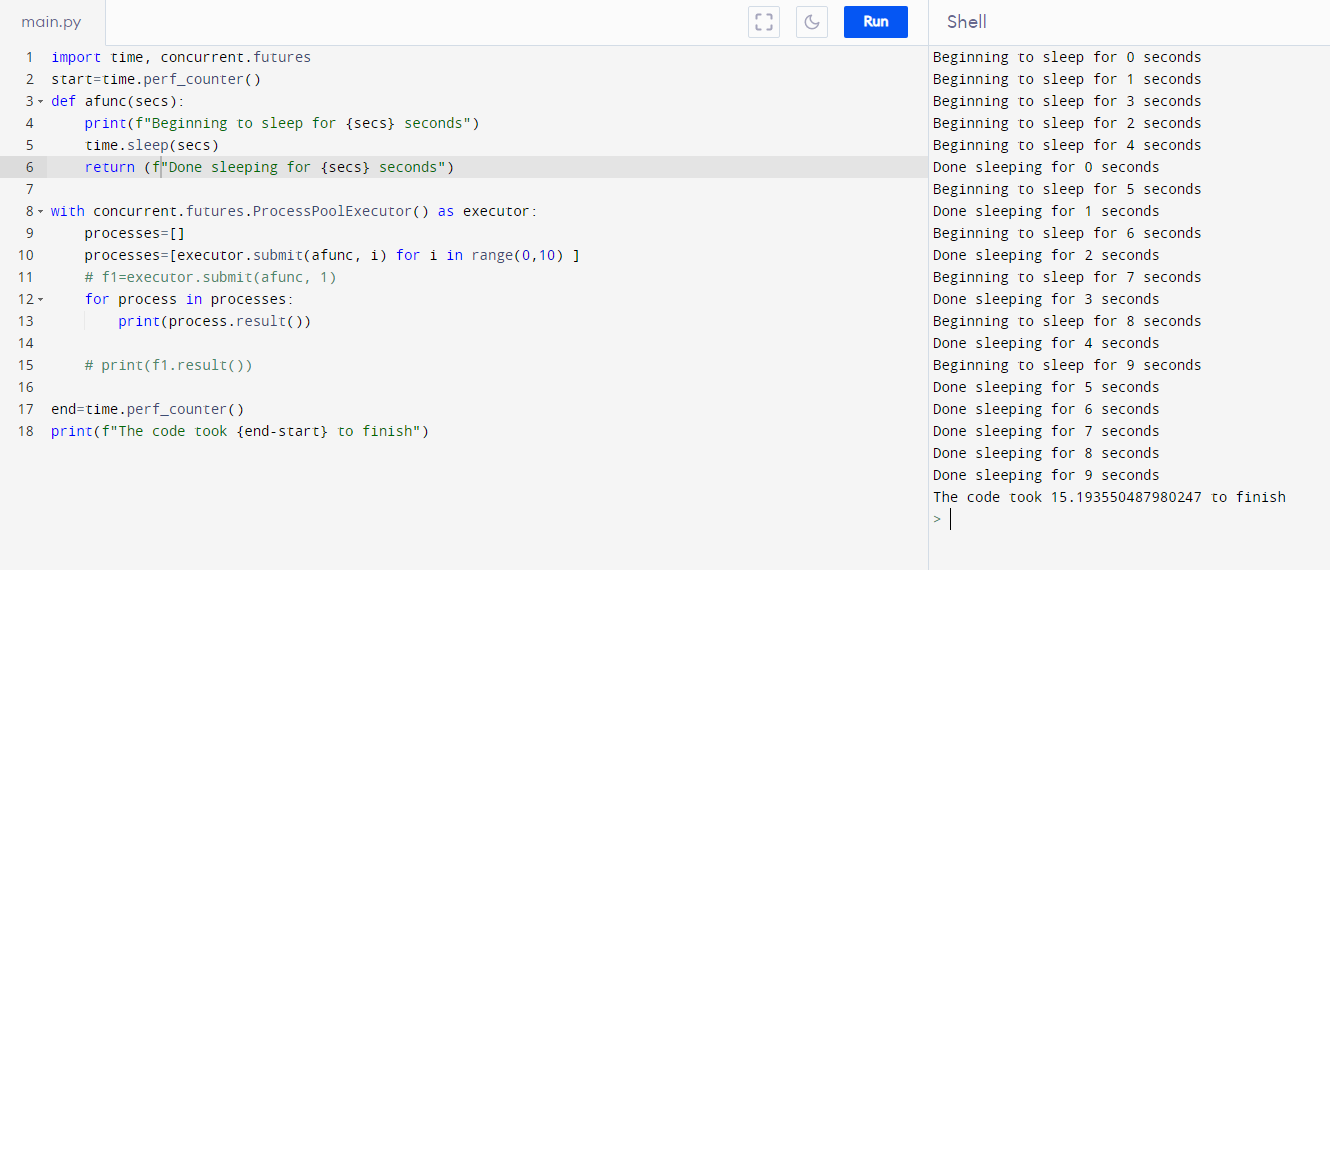 main.py
Run
Shell
1 import time, concurrent.futures
2 start=time.perf_counter()
3 def afunc(secs):
4     print(f"Beginning to sleep for {secs} seconds")
5     time.sleep(secs)
6     return (f"Done sleeping for {secs} seconds")
7
8 with concurrent.futures.ProcessPoolExecutor() as executor:
9     processes=[]
10     processes=[executor.submit(afunc, i) for i in range(0,10) ]
11     # f1=executor.submit(afunc, 1)
12     for process in processes:
13         print(process.result())
14
15     # print(f1.result())
16
17 end=time.perf_counter()
18 print(f"The code took {end-start} to finish")
Beginning to sleep for 0 seconds
Beginning to sleep for 1 seconds
Beginning to sleep for 3 seconds
Beginning to sleep for 2 seconds
Beginning to sleep for 4 seconds
Done sleeping for 0 seconds
Beginning to sleep for 5 seconds
Done sleeping for 1 seconds
Beginning to sleep for 6 seconds
Done sleeping for 2 seconds
Beginning to sleep for 7 seconds
Done sleeping for 3 seconds
Beginning to sleep for 8 seconds
Done sleeping for 4 seconds
Beginning to sleep for 9 seconds
Done sleeping for 5 seconds
Done sleeping for 6 seconds
Done sleeping for 7 seconds
Done sleeping for 8 seconds
Done sleeping for 9 seconds
The code took 15.193550487980247 to finish
>